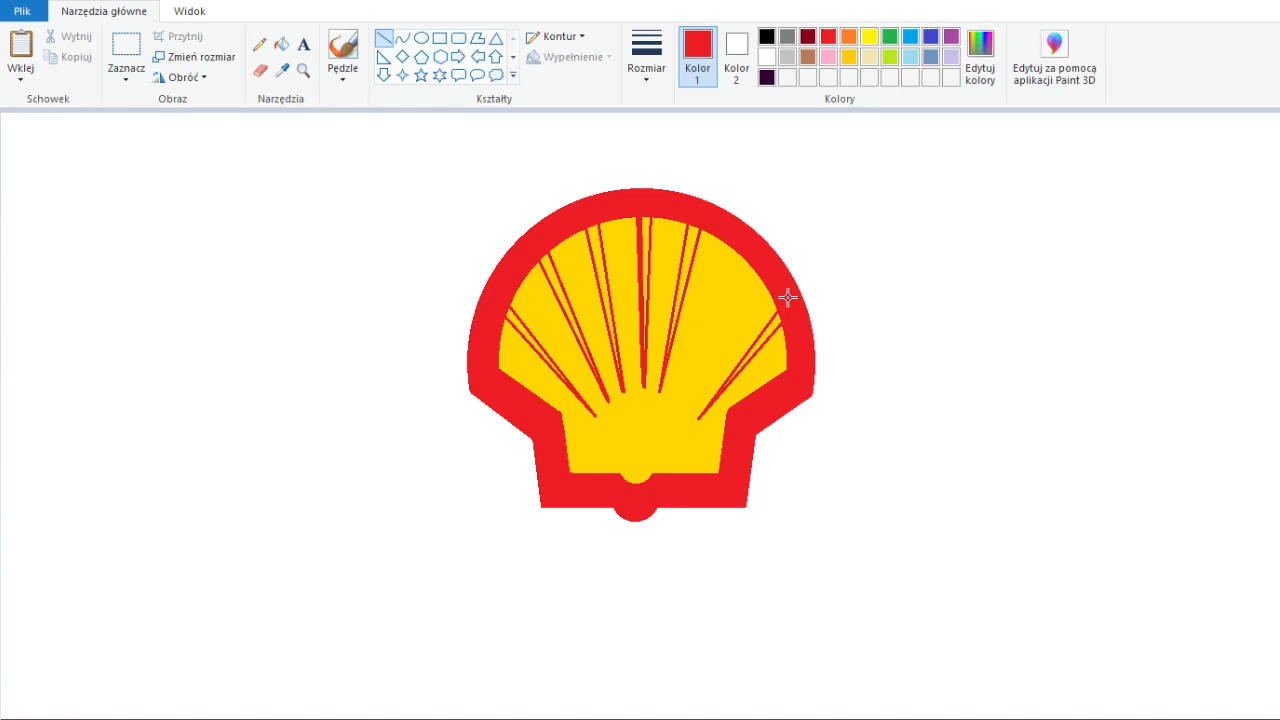 Plik Narzędzia główne Widok
Wklej
Wytnij
Kopiuj
Schowek
Zaznacz
Przytnij
Zmień rozmiar
Obróć
Obraz
A
Narzędzia
Pędzle
Kształty
Kontur
Wypełnienie
Rozmiar
Kolor
1
Kolor
2
Edytuj
kolory
Kolory
Edytuj za pomocą
aplikacji Paint 3D